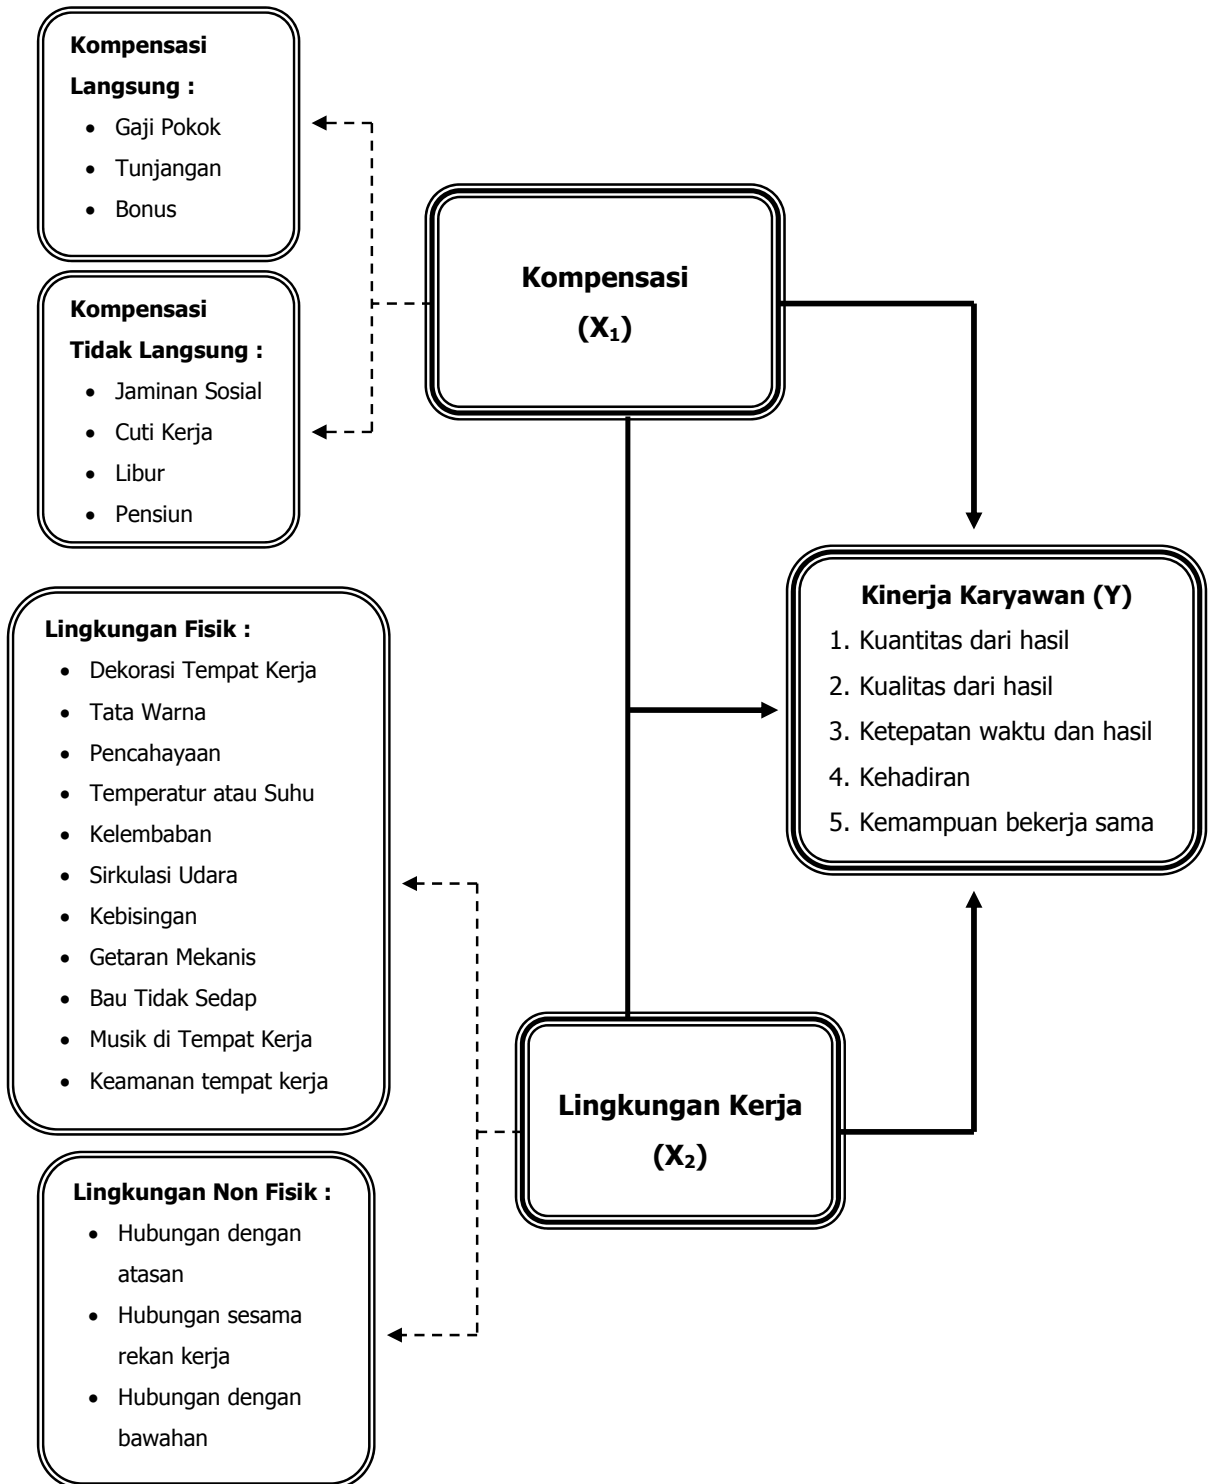 Kompensasi
Langsung :
• Gaji Pokok
• Tunjangan
• Bonus
Kompensasi
Tidak Langsung :
• Jaminan Sosial
• Cuti Kerja
• Libur
• Pensiun
Kompensasi
(X₁)
Kinerja Karyawan (Y)
1. Kuantitas dari hasil
2. Kualitas dari hasil
3. Ketepatan waktu dan hasil
4. Kehadiran
5. Kemampuan bekerja sama
Lingkungan Fisik :
• Dekorasi Tempat Kerja
• Tata Warna
• Pencahayaan
• Temperatur atau Suhu
• Kelembaban
• Sirkulasi Udara
• Kebisingan
• Getaran Mekanis
• Bau Tidak Sedap
• Musik di Tempat Kerja
• Keamanan tempat kerja
Lingkungan Kerja
(X₂)
Lingkungan Non Fisik :
• Hubungan dengan
atasan
• Hubungan sesama
rekan kerja
• Hubungan dengan
bawahan